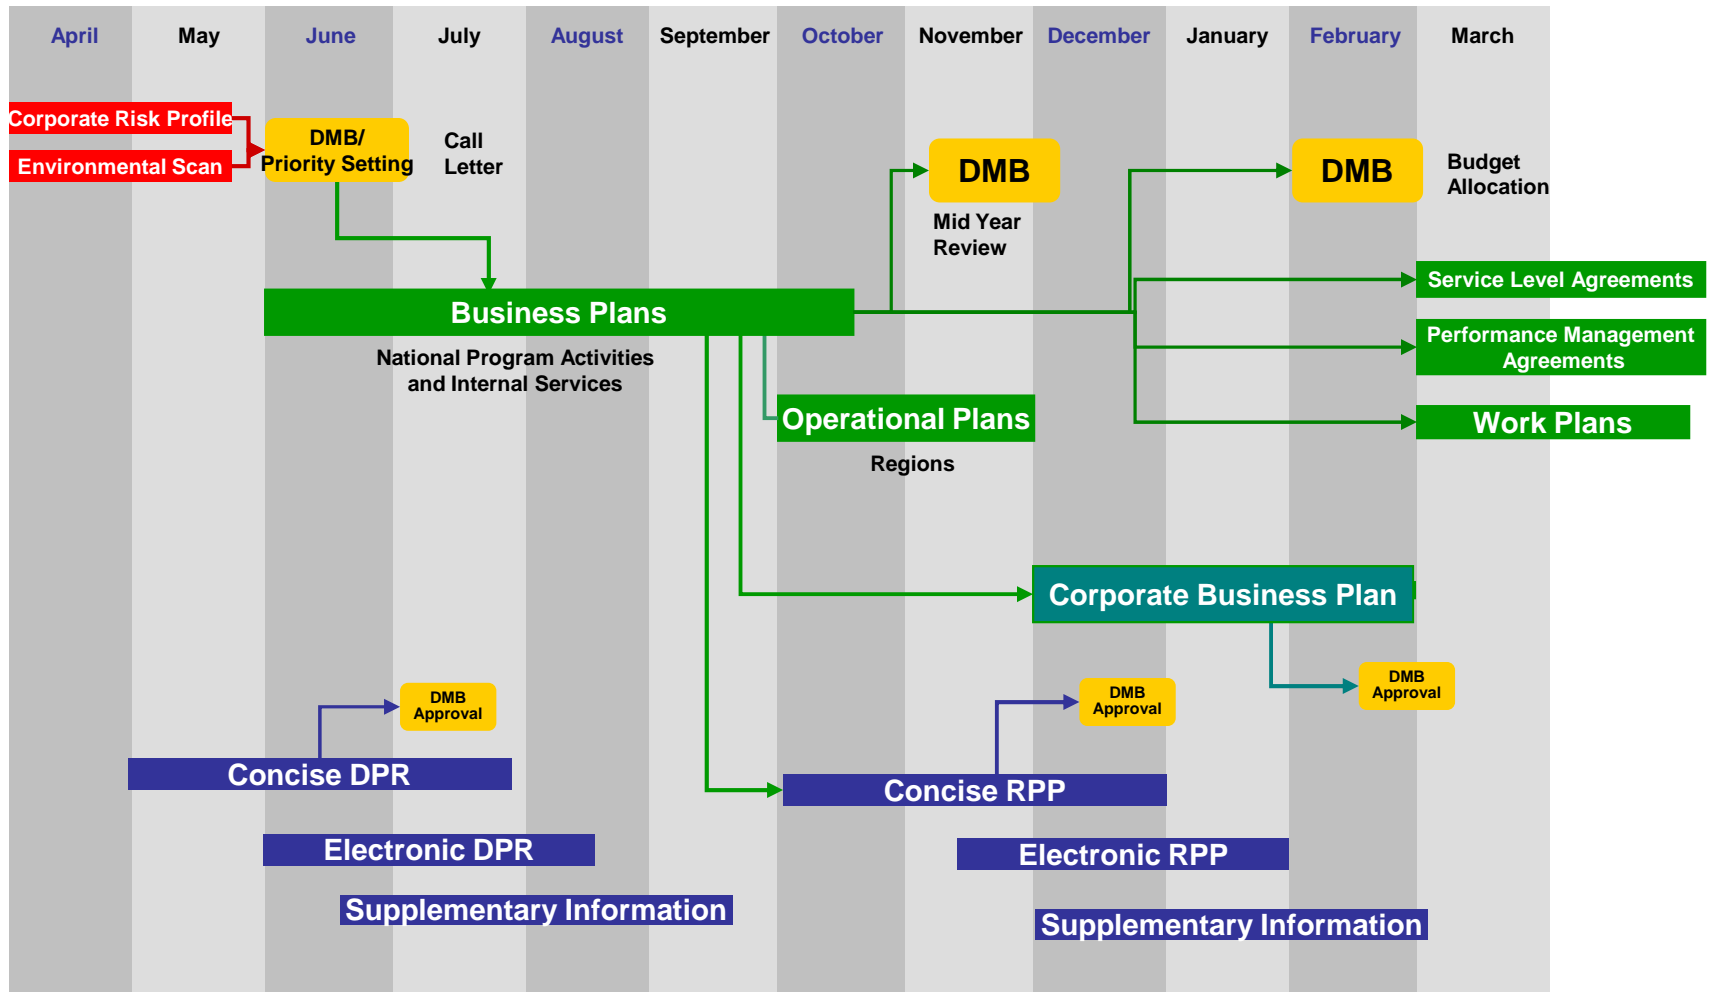 April May June July August September October November December January February March
Corporate Risk Profile
Environmental Scan
DMB/
Priority Setting
Call
Letter
DMB
Mid Year
Review
DMB
Budget
Allocation
Business Plans
National Program Activities
and Internal Services
Service Level Agreements
Performance Management
Agreements
Operational Plans
Regions
Work Plans
Corporate Business Plan
DMB
Approval
DMB
Approval
DMB
Approval
Concise DPR
Concise RPP
Electronic DPR
Electronic RPP
Supplementary Information
Supplementary Information